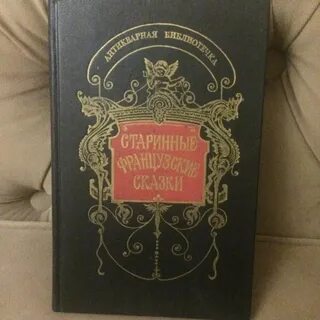 АНТИКВАРНАЯ БИБЛИОТЕЧКА
СТАРИННЫЕ
ФРАНЦУЗСКИЕ
СКАЗКИ